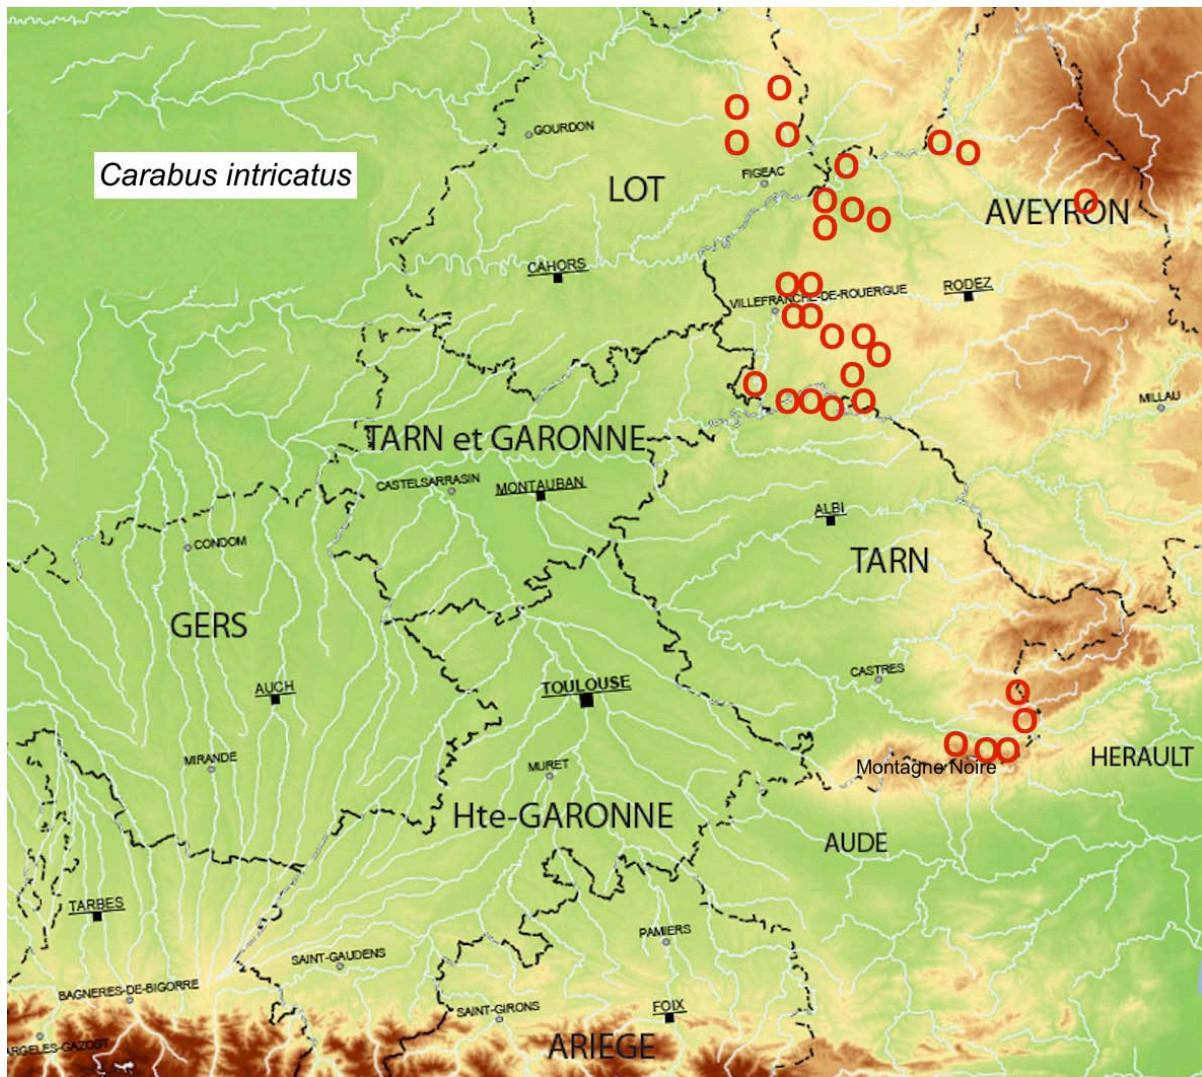 GOURDON
Carabus intricatus
FIGEAC
LOT
AVEYRON
CAHORS
VILLEFRANCHE-DE-ROUERGUE
RODEZ
MILLAU
TARN et GARONNE
CASTELSARRASIN
MONTAUBAN
ALBI
CONDOM
TARN
GERS
CASTRES
AUCH
TOULOUSE
MIRANDE
MURET
Montagne Noire
HERAULT
Hte-GARONNE
AUDE
TARBES
PAMIERS
SAINT-GAUDENS
BAGNERES-DE-BIGORRE
SAINT-GIRONS
FOIX
ARGELES-GAZOST
ARIEGE